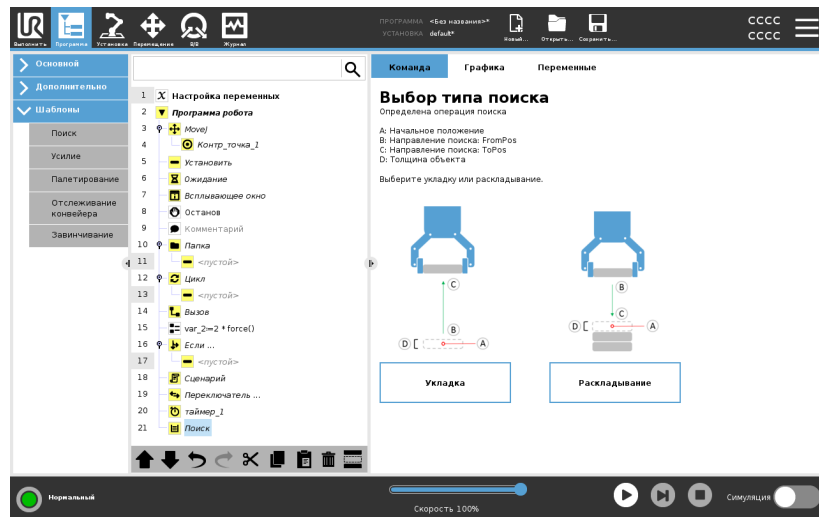 ПРОГРАММА <Без названия>*
УСТАНОВКА default*
Выполнить
Программа
Установка
Перемещение
В/В
Журнал
Новый...
Открыть...
Сохранить...
CCCC
CCCC
Основной
Дополнительно
Шаблоны
Поиск
Усилие
Палетирование
Отслеживание
конвейера
Завинчивание
1 X Настройка переменных
2 Программа робота
3 MoveJ
4 Контр_точка_1
5 Установить
6 Ожидание
7 Всплывающее окно
8 Останов
9 Комментарий
10 Папка
11 <пустой>
12 Цикл
13 <пустой>
14 Вызов
15 var_2:=2 * force()
16 Если ...
17 <пустой>
18 Сценарий
19 Переключатель ...
20 таймер_1
21 Поиск
Команда Графика Переменные
Выбор типа поиска
Определена операция поиска
A: Начальное положение
B: Направление поиска: FromPos
C: Направление поиска: ToPos
D: Толщина объекта
Выберите укладку или раскладывание.
C
B
D
A
B
C
D
A
Укладка
Раскладывание
Нормальный
Скорость 100%
Симуляция